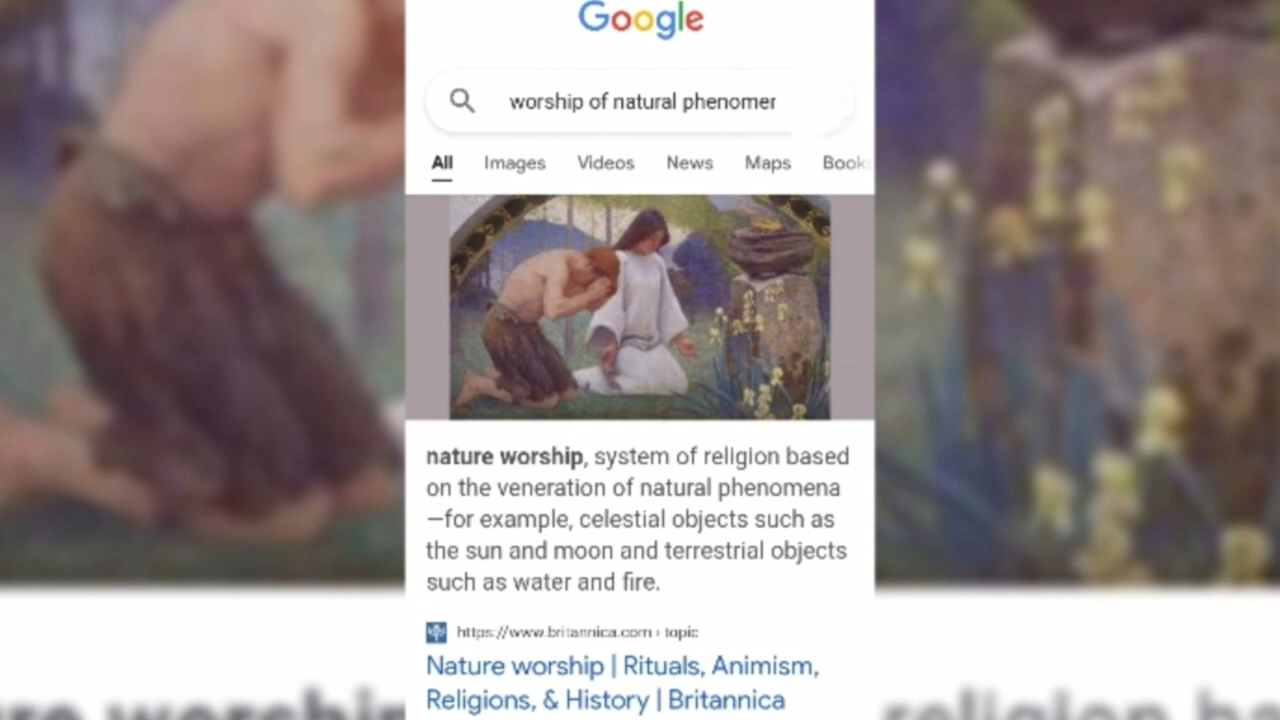 Google
worship of natural phenomer
All Images Videos News Maps Books
nature worship, system of religion based
on the veneration of natural phenomena
—for example, celestial objects such as
the sun and moon and terrestrial objects
such as water and fire.
https://www.britannica.com › topic
Nature worship | Rituals, Animism,
Religions, & History | Britannica